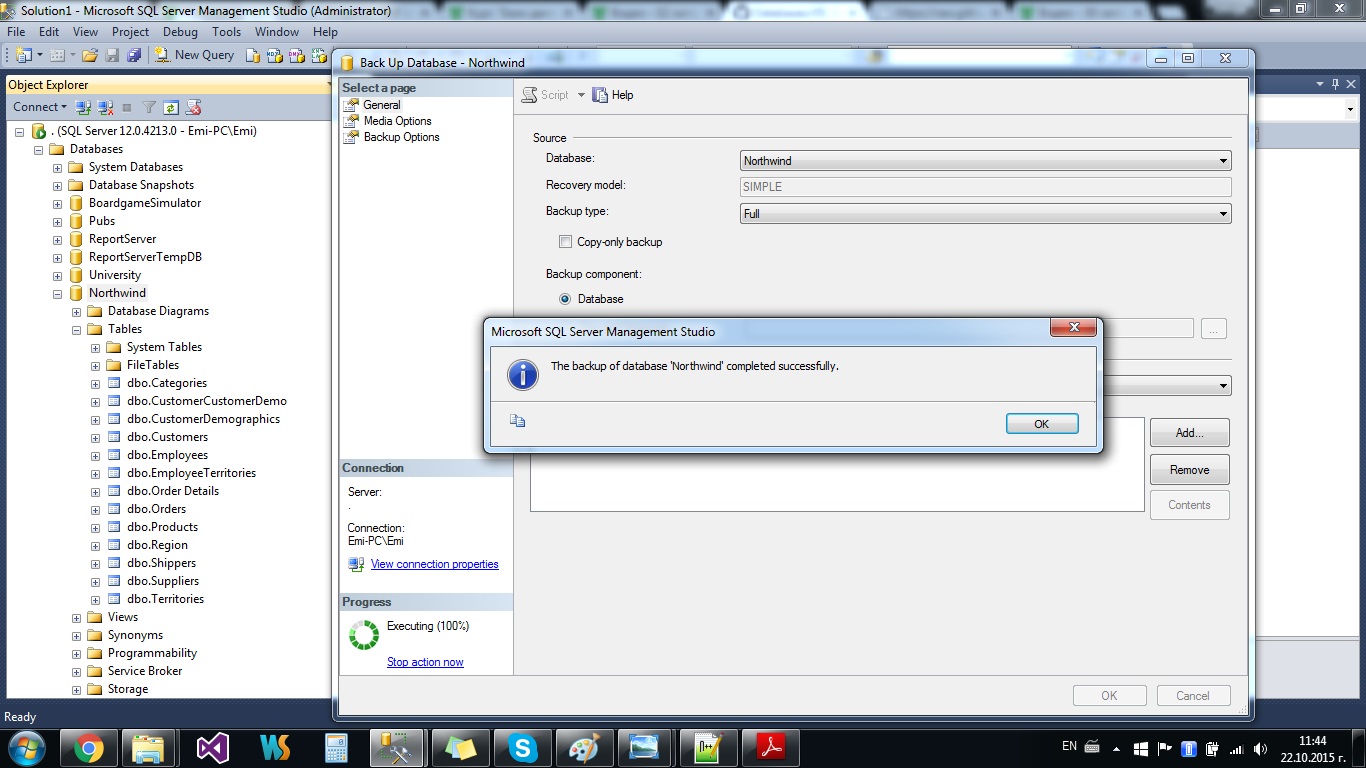 Solution1 - Microsoft SQL Server Management Studio (Administrator)
File Edit View Project Debug Tools Window Help
New Query
Object Explorer
Connect
. (SQL Server 12.0.4213.0 - Emi-PC\Emi)
Databases
System Databases
Database Snapshots
BoardgameSimulator
Pubs
ReportServer
ReportServerTempDB
University
Northwind
Database Diagrams
Tables
System Tables
FileTables
dbo.Categories
dbo.CustomerCustomerDemo
dbo.CustomerDemographics
dbo.Customers
dbo.Employees
dbo.EmployeeTerritories
dbo.Order Details
dbo.Orders
dbo.Products
dbo.Region
dbo.Shippers
dbo.Suppliers
dbo.Territories
Views
Synonyms
Programmability
Service Broker
Storage
Back Up Database - Northwind
Select a page
General
Media Options
Backup Options
Script Help
Source
Database: Northwind
Recovery model: SIMPLE
Backup type: Full
Copy-only backup
Backup component:
Database
...
Microsoft SQL Server Management Studio
The backup of database 'Northwind' completed successfully.
OK
Add...
Remove
Contents
Connection
Server:
.
Connection:
Emi-PC\Emi
View connection properties
Progress
Executing (100%)
Stop action now
OK Cancel
Ready
EN
11:44
22.10.2015 г.